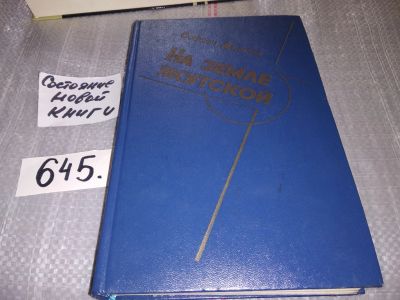 Состояние
новой
книги
645.
На земле
якутской